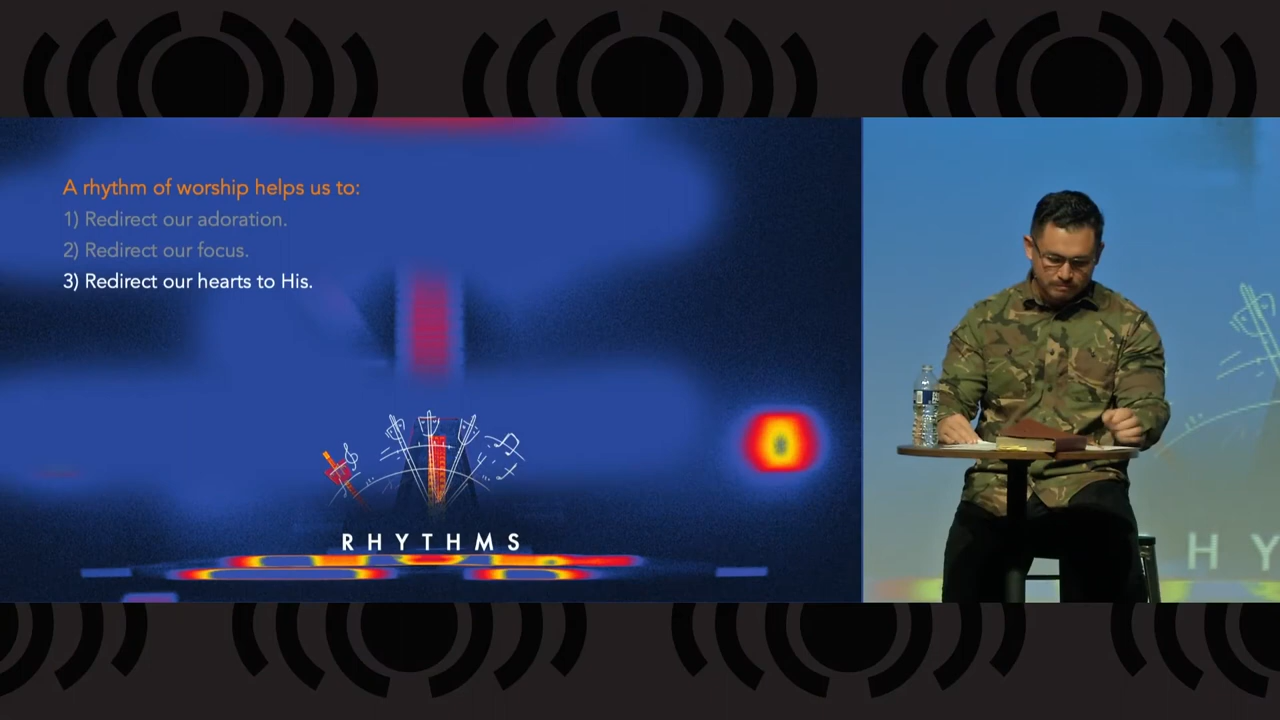 A rhythm of worship helps us to:
1) Redirect our adoration.
2) Redirect our focus.
3) Redirect our hearts to His.
RHYTHMS
HY